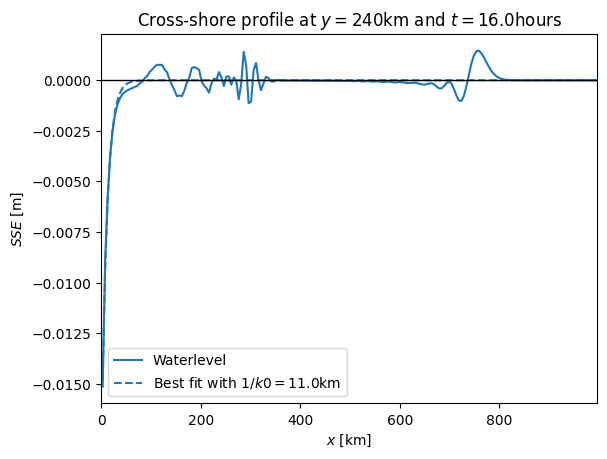 Cross-shore profile at y = 240km and t = 16.0hours
SSE [m]
0.0000
−0.0025
−0.0050
−0.0075
−0.0100
−0.0125
−0.0150
Waterlevel
Best fit with 1/k0 = 11.0km
0 200 400 600 800
x [km]